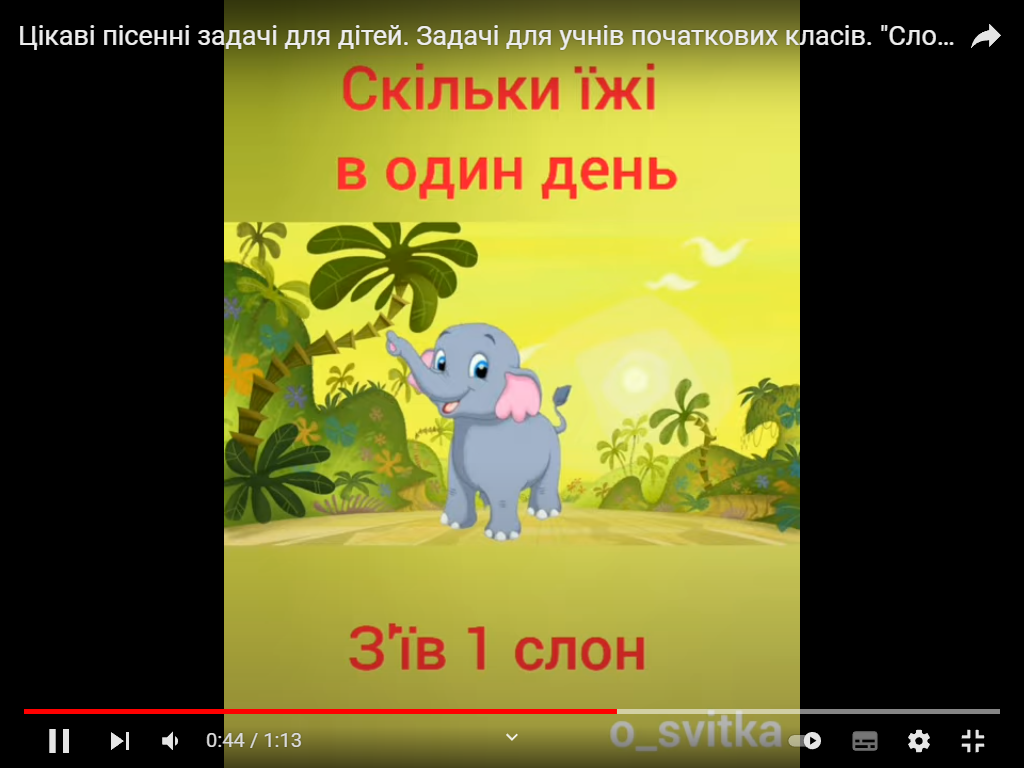 Цікаві пісенні задачі для дітей. Задачі для учнів початкових класів. "Сло...
Скільки їжі
в один день
З'їв 1 слон
o_svitka
0:44 / 1:13